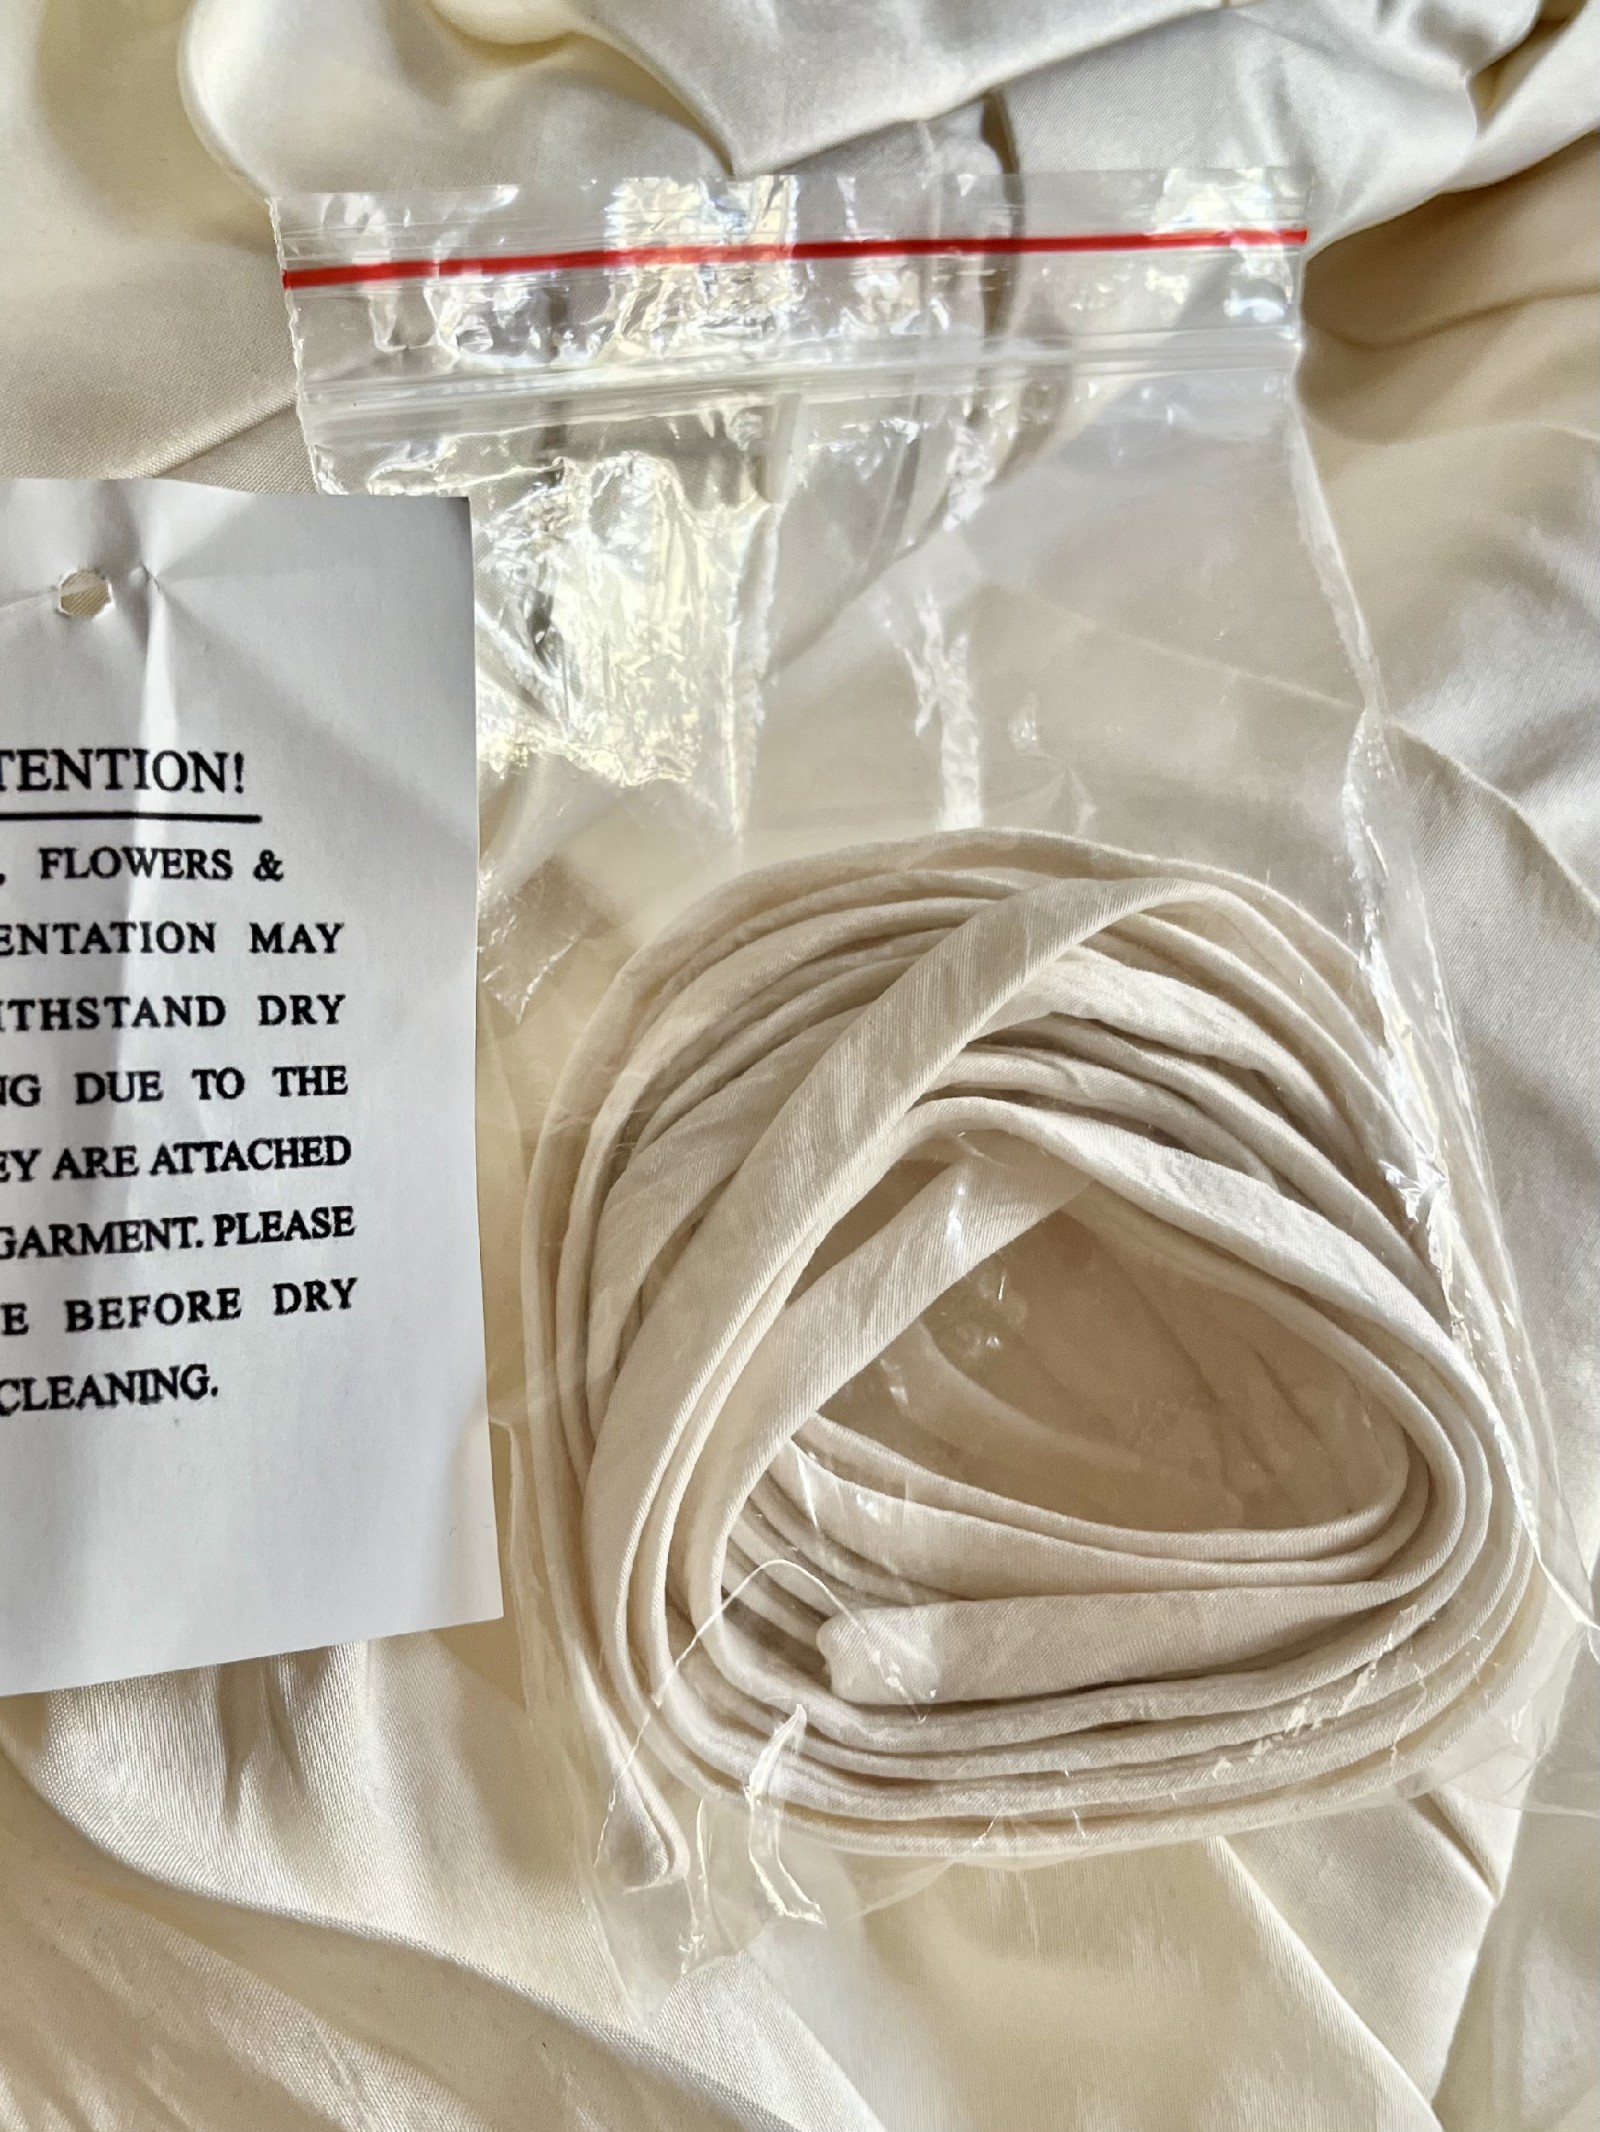 TENTION!
, FLOWERS &
ENTATION MAY
ITHSTAND DRY
NG DUE TO THE
EY ARE ATTACHED
GARMENT. PLEASE
E BEFORE DRY
CLEANING.